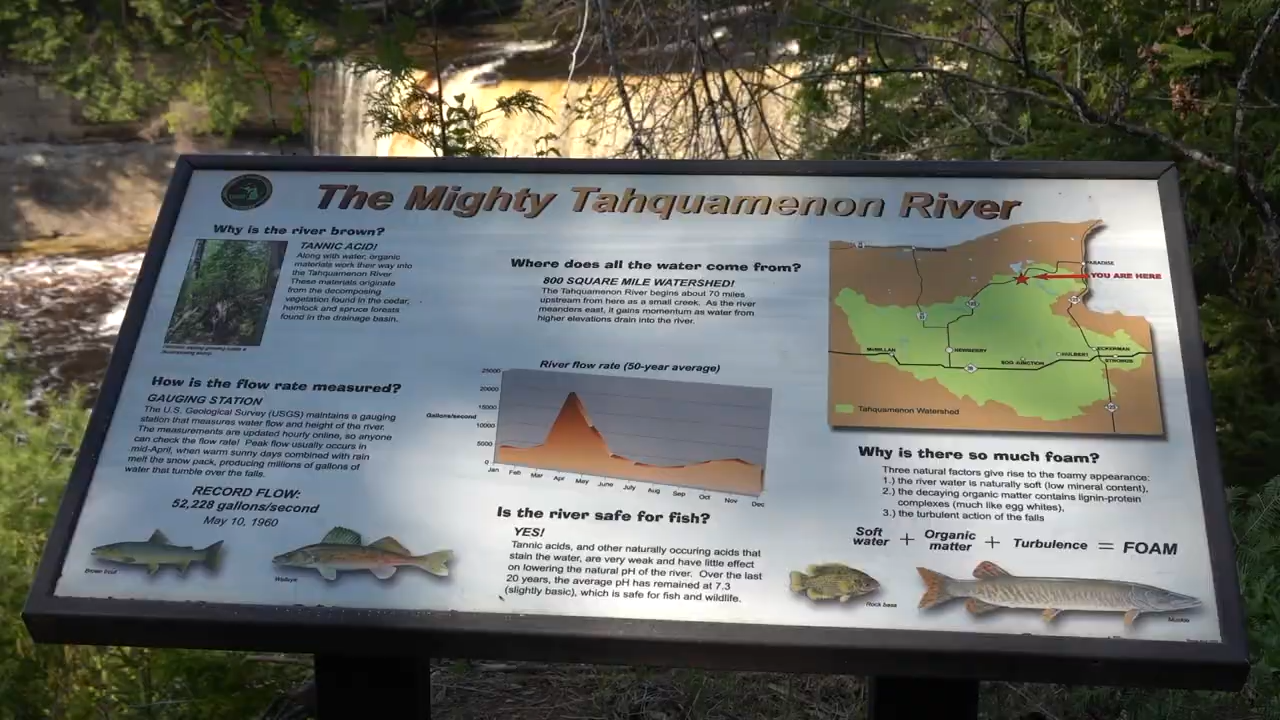 The Mighty Tahquamenon River
Why is the river brown?
TANNIC ACID!
Along with water, organic
materials work their way into
the Tahquamenon River.
These materials originate
from the decomposing
vegetation found in the cedar,
hemlock and spruce forests
found in the drainage basin.
How is the flow rate measured?
GAUGING STATION
The U.S. Geological Survey (USGS) maintains a gauging
station that measures water flow and height of the river.
The measurements are updated hourly online, so anyone
can check the flow rate! Peak flow usually occurs in
mid-April, when warm sunny days combined with rain
melt the snow pack, producing millions of gallons of
water that tumble over the falls.
RECORD FLOW:
52,228 gallons/second
May 10, 1960
Brown trout
Walleye
Where does all the water come from?
800 SQUARE MILE WATERSHED!
The Tahquamenon River begins about 70 miles
upstream from here as a small creek. As the river
meanders east, it gains momentum as water from
higher elevations drain into the river.
River flow rate (50-year average)
Gallons/second
25000
20000
15000
10000
5000
0
Jan Feb Mar Apr May June July Aug Sep Oct Nov Dec
Is the river safe for fish?
YES!
Tannic acids, and other naturally occuring acids that
stain the water, are very weak and have little effect
on lowering the natural pH of the river. Over the last
20 years, the average pH has remained at 7.3
(slightly basic), which is safe for fish and wildlife.
PARADISE
YOU ARE HERE
McMILLAN
NEWBERRY
SOO JUNCTION
HULBERT
ECKERMAN
STRONGS
Tahquamenon Watershed
Why is there so much foam?
Three natural factors give rise to the foamy appearance:
1.) the river water is naturally soft (low mineral content),
2.) the decaying organic matter contains lignin-protein
complexes (much like egg whites),
3.) the turbulent action of the falls
Soft water + Organic matter + Turbulence = FOAM
Rock bass
Muskie